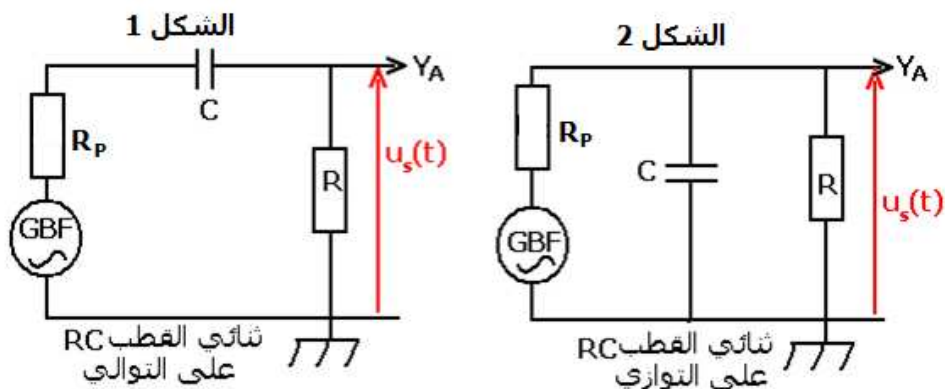 الشكل 1
C
Y_A
R_P
R
u_s(t)
GBF
ثنائي القطب RC
على التوالي
الشكل 2
Y_A
R_P
C
R
u_s(t)
GBF
ثنائي القطب RC
على التوازي